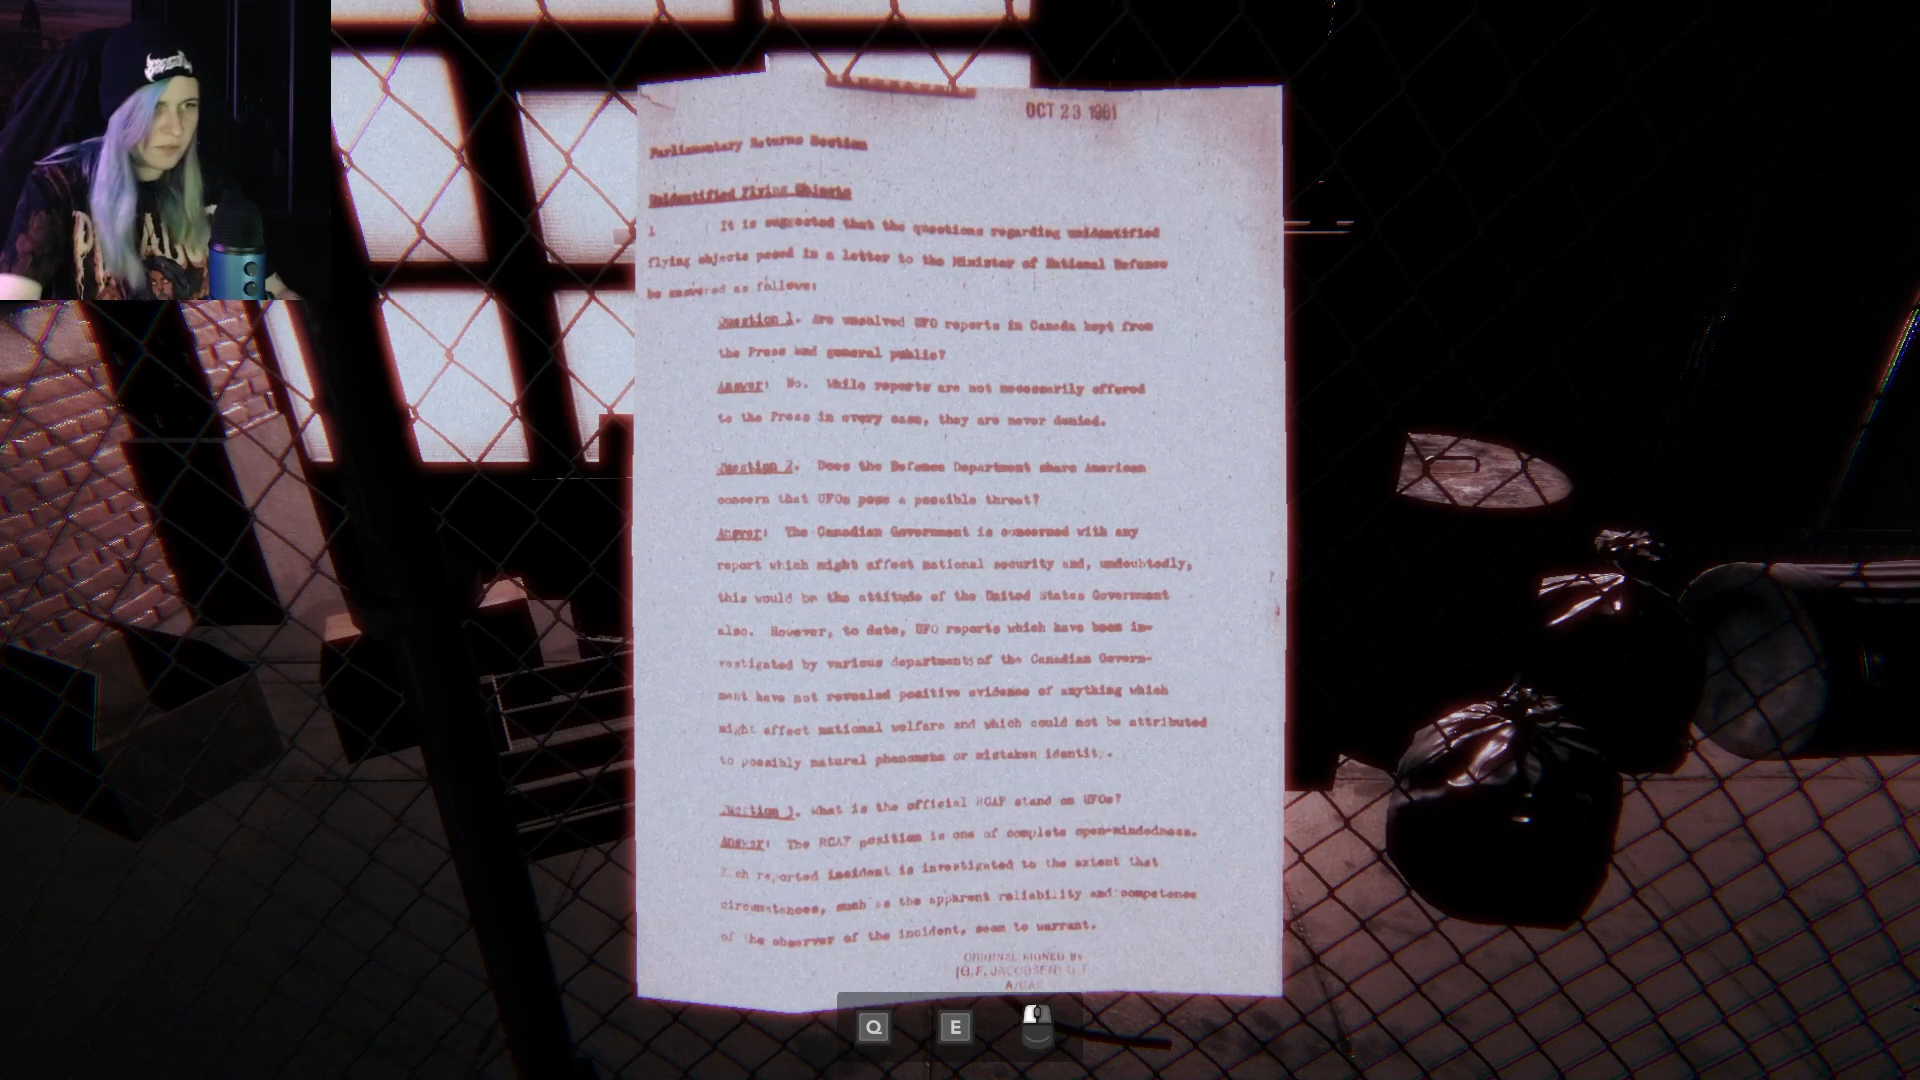 OCT 23 1961
Parliamentary Returns Section
Unidentified Flying Objects
1 It is suggested that the questions regarding unidentified
flying objects posed in a letter to the Minister of National Defence
be answered as follows:
Question 1. Are unsolved UFO reports in Canada kept from
the Press and general public?
Answer: No. While reports are not necessarily offered
to the Press in every case, they are never denied.
Question 2. Does the Defence Department share American
concern that UFOs pose a possible threat?
Answer: The Canadian Government is concerned with any
report which might affect national security and, undoubtedly,
this would be the attitude of the United States Government
also. However, to date, UFO reports which have been in-
vestigated by various departments of the Canadian Govern-
ment have not revealed positive evidence of anything which
might affect national welfare and which could not be attributed
to possibly natural phenomena or mistaken identity.
Question 3. What is the official RCAF stand on UFOs?
Answer: The RCAF position is one of complete open-mindedness.
Each reported incident is investigated to the extent that
circumstances, such as the apparent reliability and competence
of the observer of the incident, seem to warrant.
ORIGINAL SIGNED BY
(G.F. JACOBSEN) G/C
A/CAS
Q E